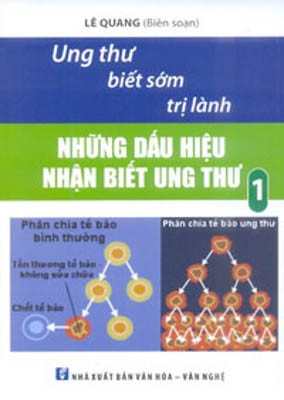 LÊ QUANG (Biên soạn)
Ung thư
biết sớm
trị lành
NHỮNG DẤU HIỆU
NHẬN BIẾT UNG THƯ
1
Phân chia tế bào
bình thường
Tổn thương tế bào
không sửa chữa
Chết tế bào
Phân chia tế bào ung thư
NHÀ XUẤT BẢN VĂN HÓA – VĂN NGHỆ